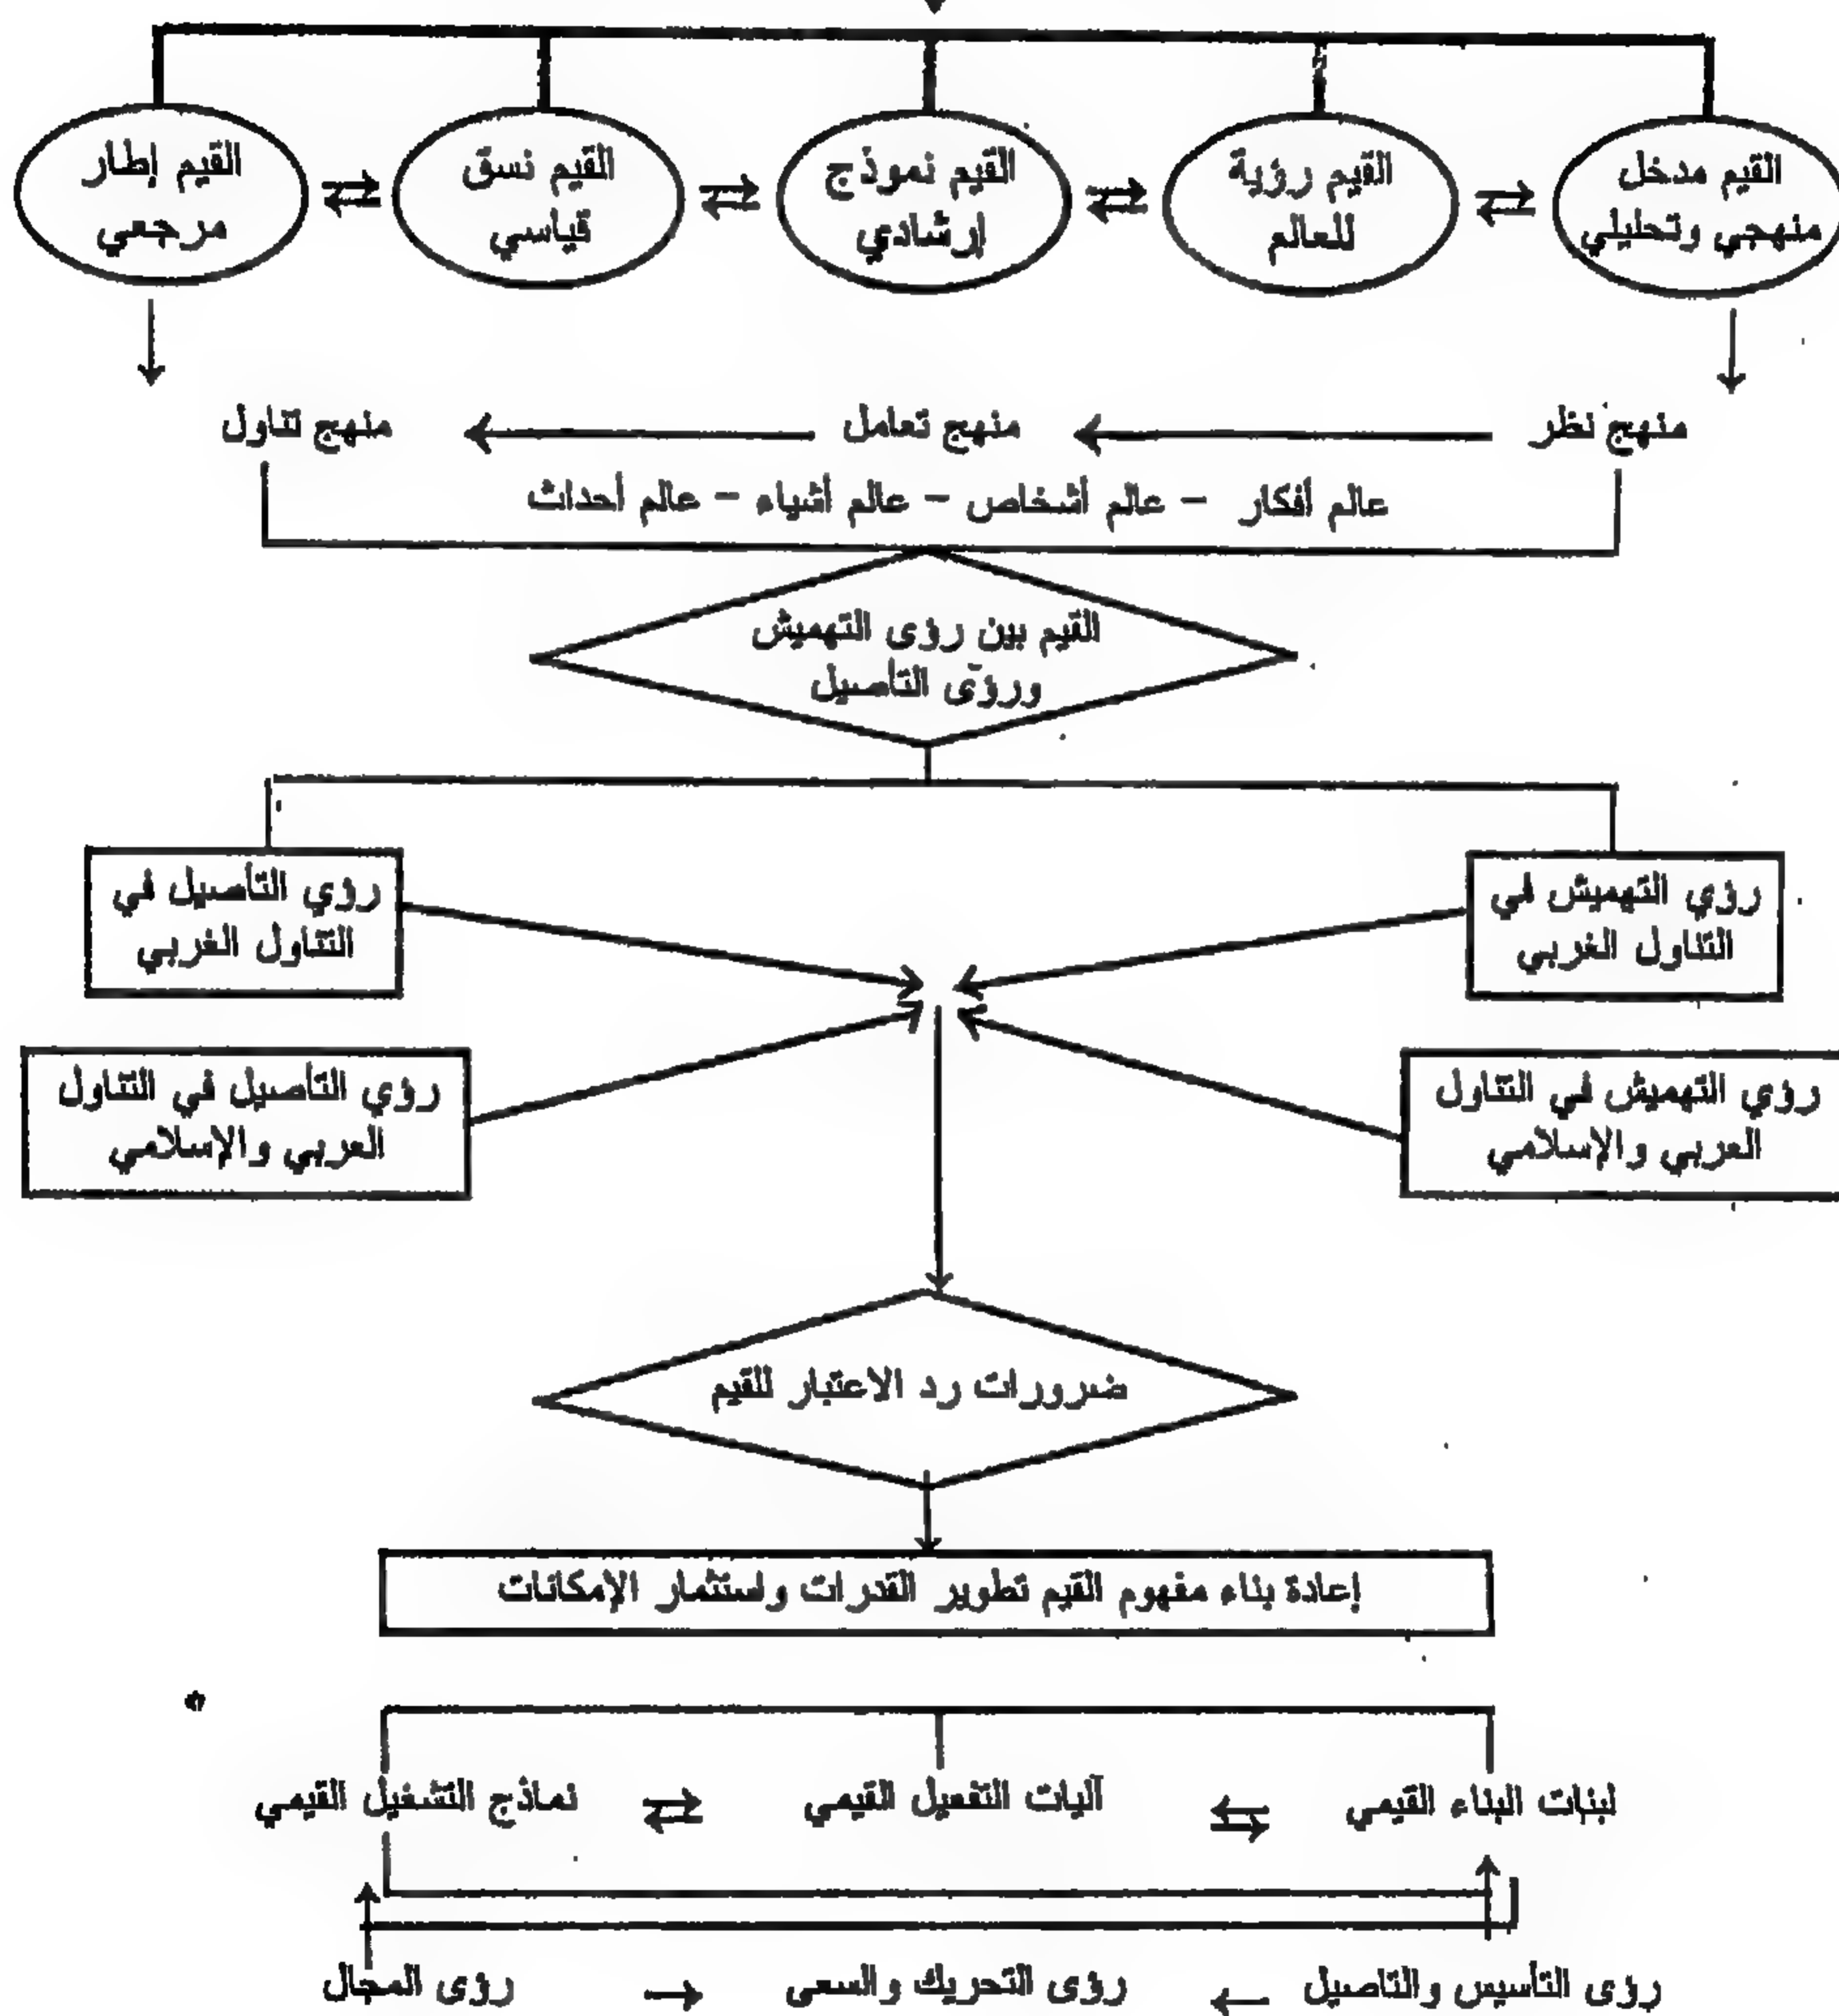 القيم مدخل
منهجي وتحليلي
القيم رؤية
للعالم
القيم نموذج
إرشادي
القيم نسق
قياسي
القيم إطار
مرجعي
منهج نظر
منهج تعامل
منهج تناول
عالم أفكار - عالم أشخاص - عالم أشياء - عالم أحداث
القيم بين رؤى التهميش
ورؤى التأصيل
رؤي التهميش في
التناول الغربي
رؤي التأصيل في
التناول الغربي
رؤي التهميش في التناول
العربي والإسلامي
رؤي التأصيل في التناول
العربي والإسلامي
ضرورات رد الاعتبار للقيم
إعادة بناء مفهوم القيم تطوير القدرات واستثمار الإمكانات
لبنات البناء القيمي
آليات التفعيل القيمي
نماذج التشغيل القيمي
رؤى التأسيس والتاصيل
رؤى التحريك والسعى
رؤى المجال